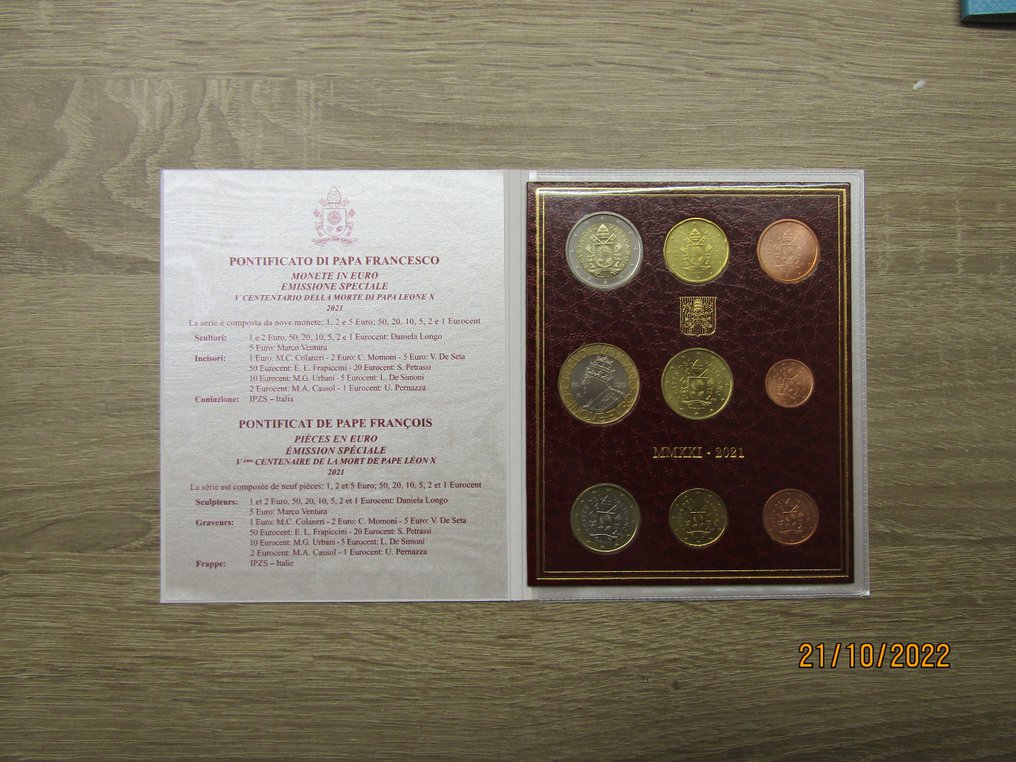 PONTIFICATO DI PAPA FRANCESCO
MONETE IN EURO
EMISSIONE SPECIALE
V CENTENARIO DELLA MORTE DI PAPA LEONE X
2021
La serie è composta da nove monete: 1, 2 e 5 Euro; 50, 20, 10, 5, 2 e 1 Eurocent
Scultori: 1 e 2 Euro, 50, 20, 10, 5, 2 e 1 Eurocent: Daniela Longo
5 Euro: Marco Ventura
Incisori: 1 Euro: M.C. Colaneri - 2 Euro: C. Momoni - 5 Euro: V. De Seta
50 Eurocent: E. L. Frapiccini - 20 Eurocent: S. Petrassi
10 Eurocent: M.G. Urbani - 5 Eurocent: L. De Simoni
2 Eurocent: M.A. Cassol - 1 Eurocent: U. Pernazza
Coniazione: IPZS – Italia
PONTIFICAT DE PAPE FRANÇOIS
PIÈCES EN EURO
ÉMISSION SPÉCIALE
Vème CENTENAIRE DE LA MORT DE PAPE LÉON X
2021
La série est composée de neuf pièces: 1, 2 et 5 Euro; 50, 20, 10, 5, 2 et 1 Eurocent
Sculpteurs: 1 et 2 Euro, 50, 20, 10, 5, 2 et 1 Eurocent: Daniela Longo
5 Euro: Marco Ventura
Graveurs: 1 Euro: M.C. Colaneri - 2 Euro: C. Momoni - 5 Euro: V. De Seta
50 Eurocent: E. L. Frapiccini - 20 Eurocent: S. Petrassi
10 Eurocent: M.G. Urbani - 5 Eurocent: L. De Simoni
2 Eurocent: M.A. Cassol - 1 Eurocent: U. Pernazza
Frappe: IPZS – Italie
MMXXI - 2021
21/10/2022